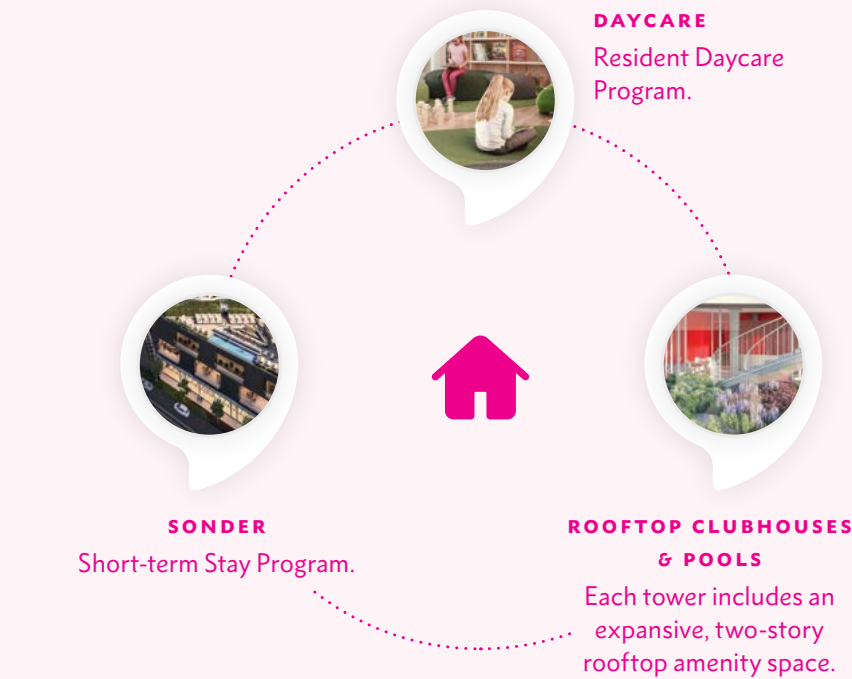 DAYCARE
Resident Daycare
Program.
SONDER
Short-term Stay Program.
ROOFTOP CLUBHOUSES
& POOLS
Each tower includes an
expansive, two-story
rooftop amenity space.